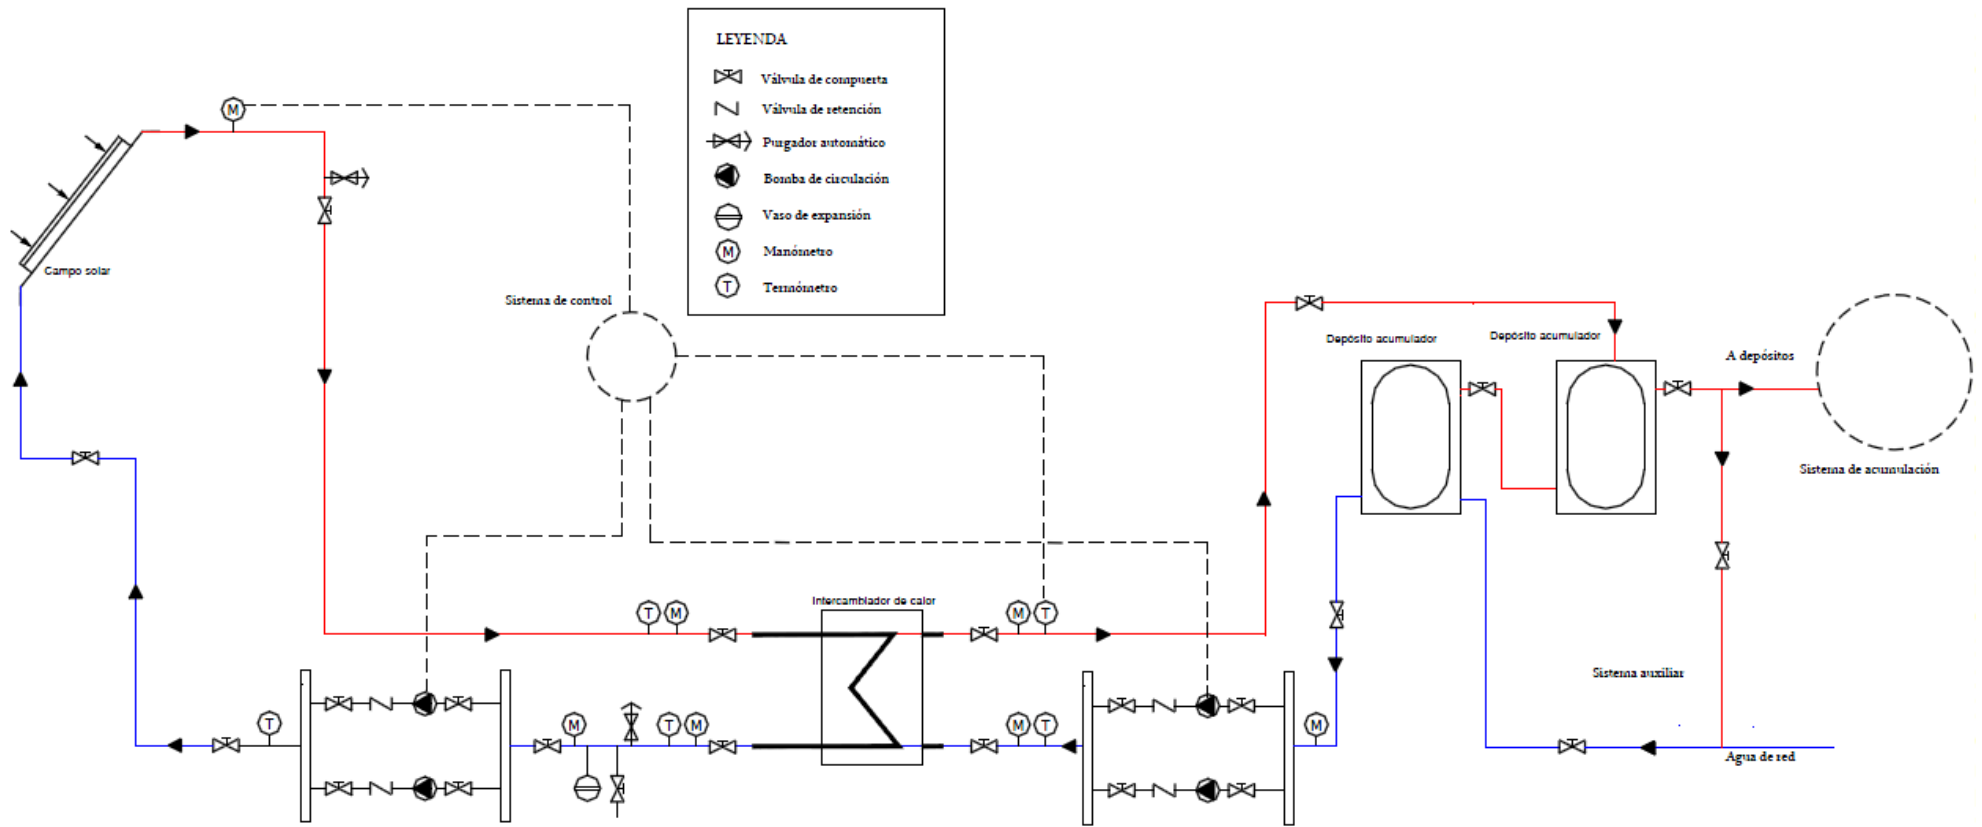 LEYENDA
Válvula de compuerta
Válvula de retención
Purgador automático
Bomba de circulación
Vaso de expansión
M Manómetro
T Termómetro
M
Campo solar
Sistema de control
Depósito acumulador
Depósito acumulador
A depósitos
Sistema de acumulación
Intercambiador de calor
T M
M T
Sistema auxiliar
T
M
T M
M T
M
Agua de red